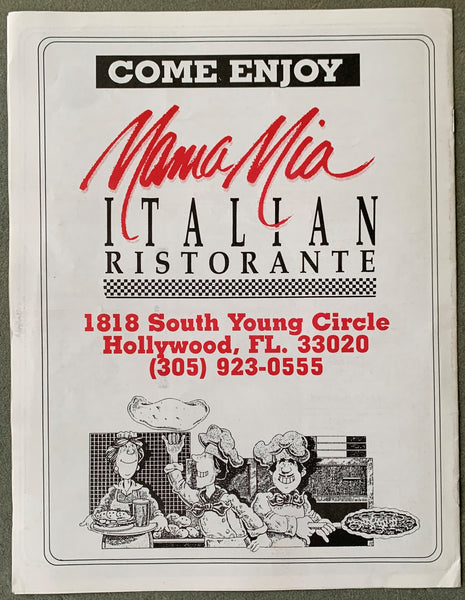 COME ENJOY
Mama Mia
ITALIAN
RISTORANTE
1818 South Young Circle
Hollywood, FL. 33020
(305) 923-0555